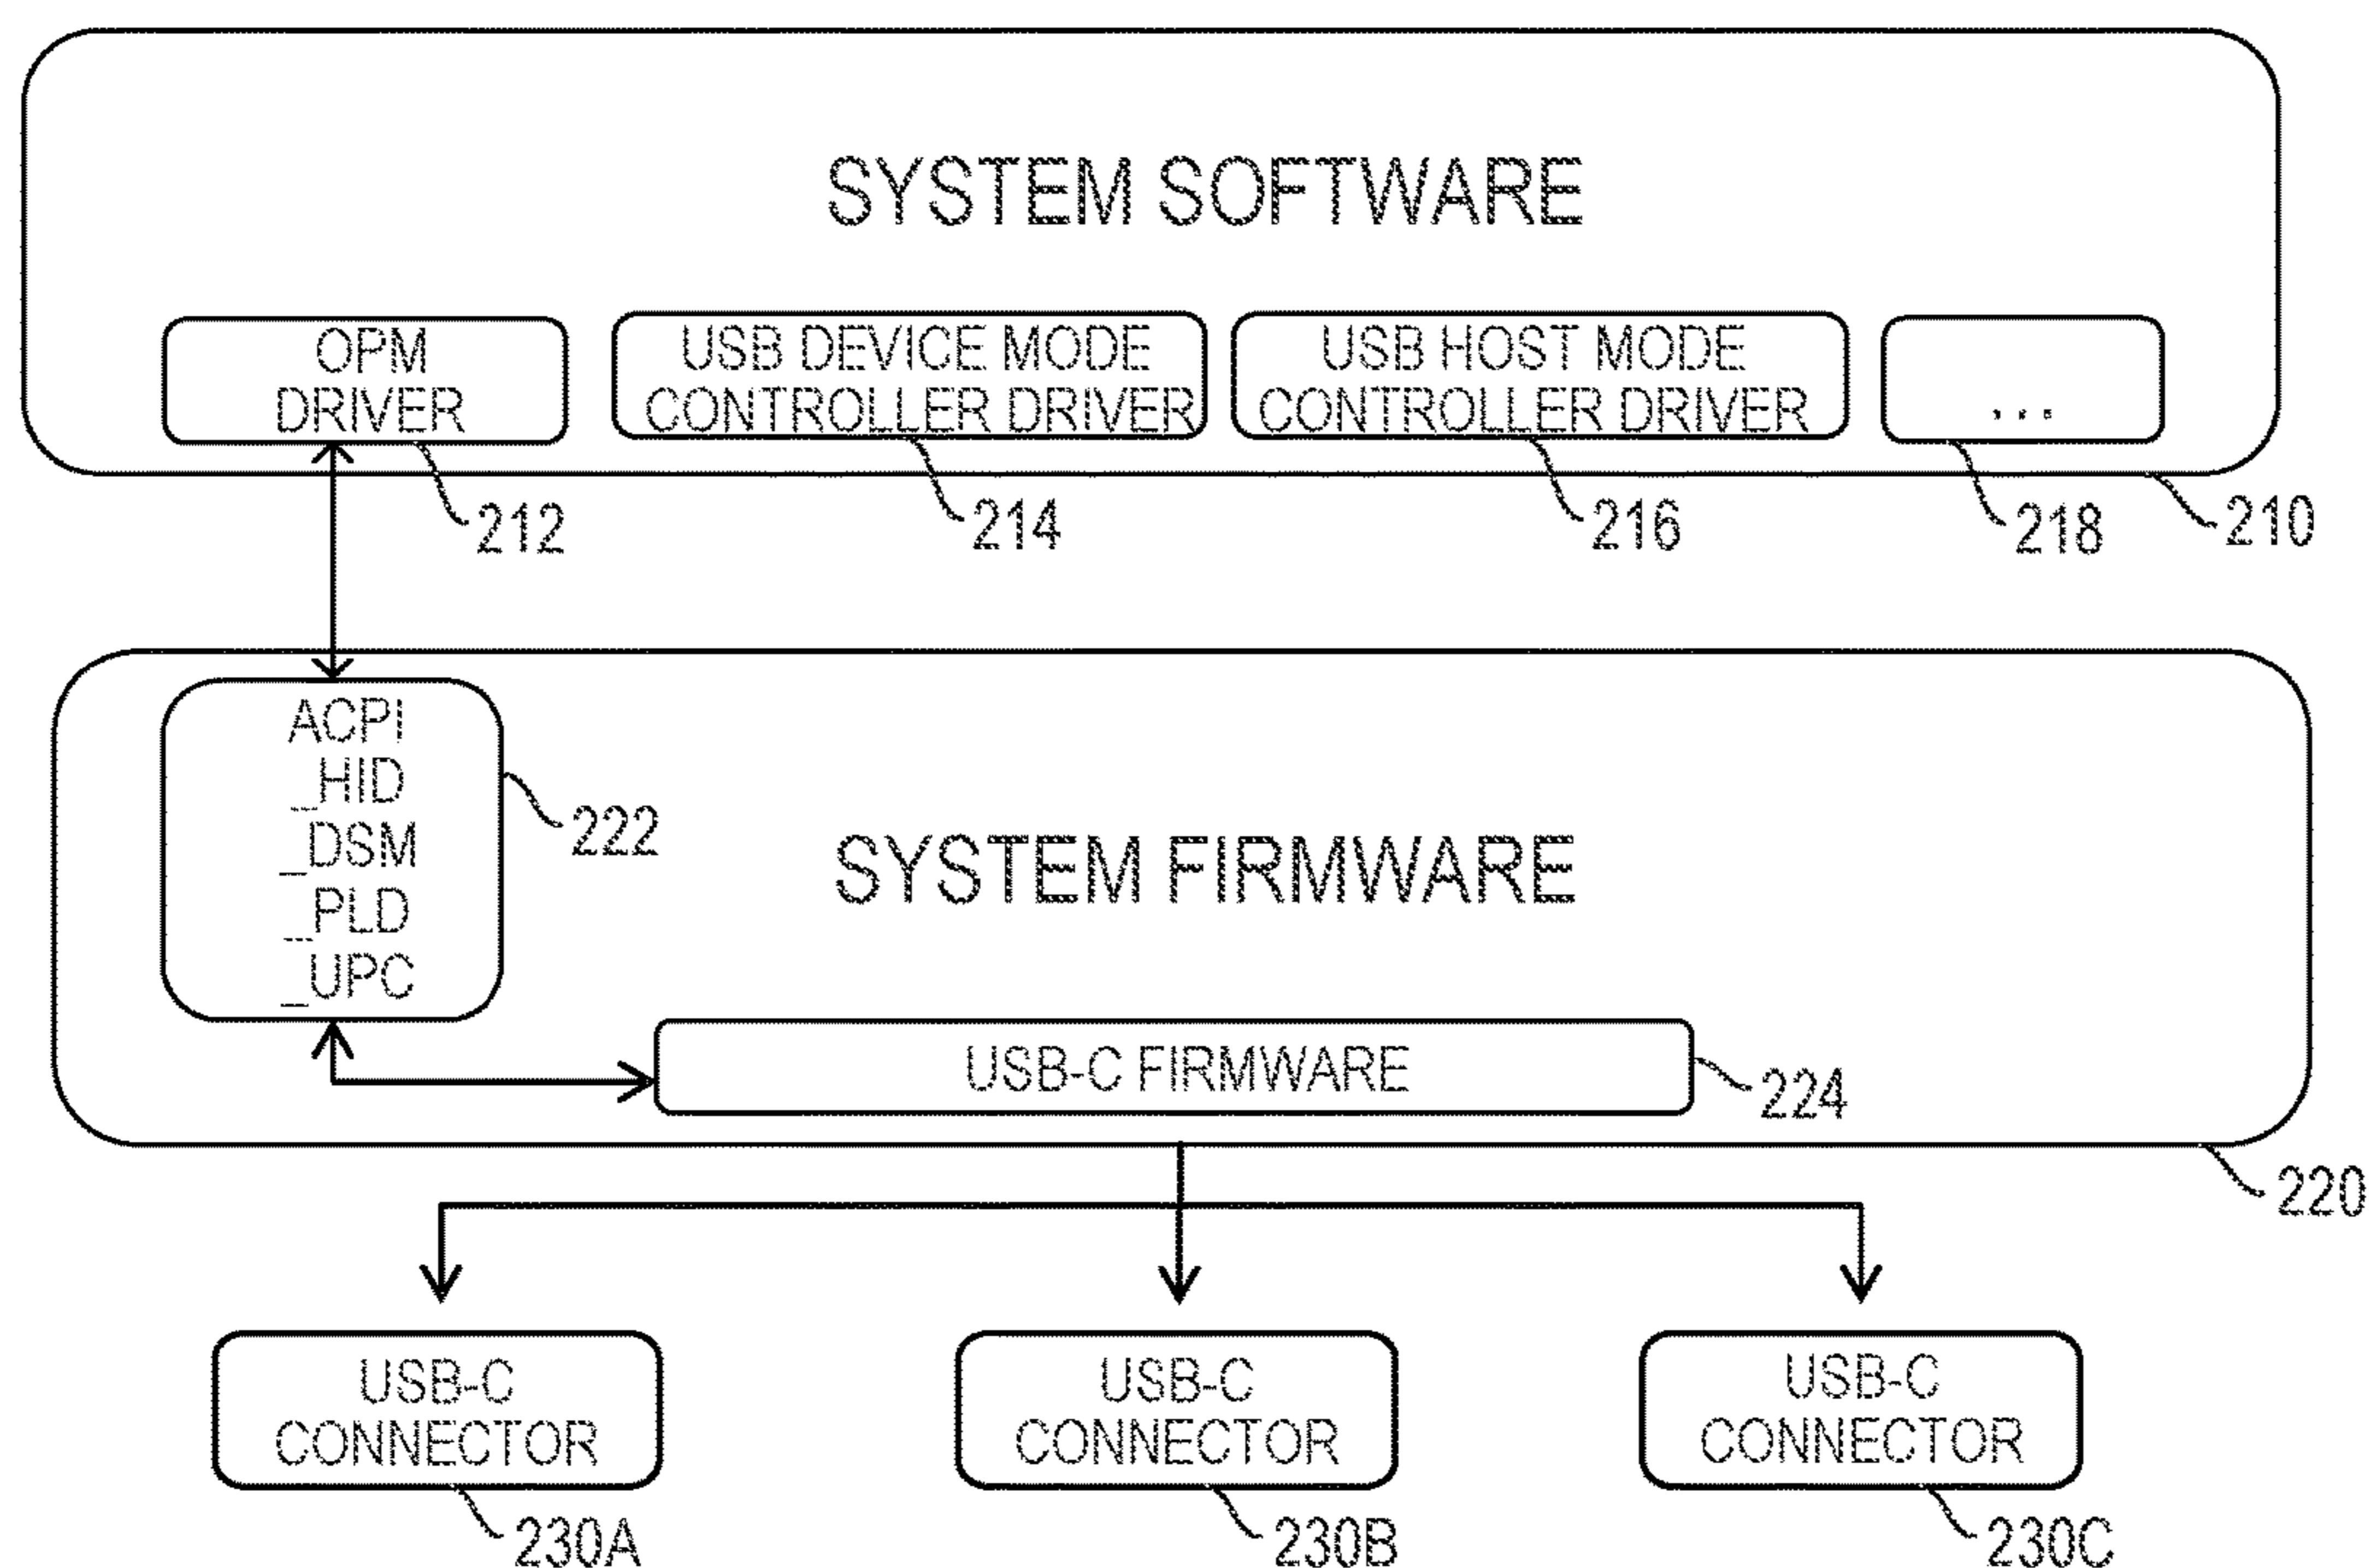 SYSTEM SOFTWARE
OPM
DRIVER
USB DEVICE MODE
CONTROLLER DRIVER
USB HOST MODE
CONTROLLER DRIVER
...
212
214
216
218
210
ACPI
_HID
_DSM
_PLD
_UPC
222
SYSTEM FIRMWARE
USB-C FIRMWARE
224
220
USB-C
CONNECTOR
USB-C
CONNECTOR
USB-C
CONNECTOR
230A
230B
230C